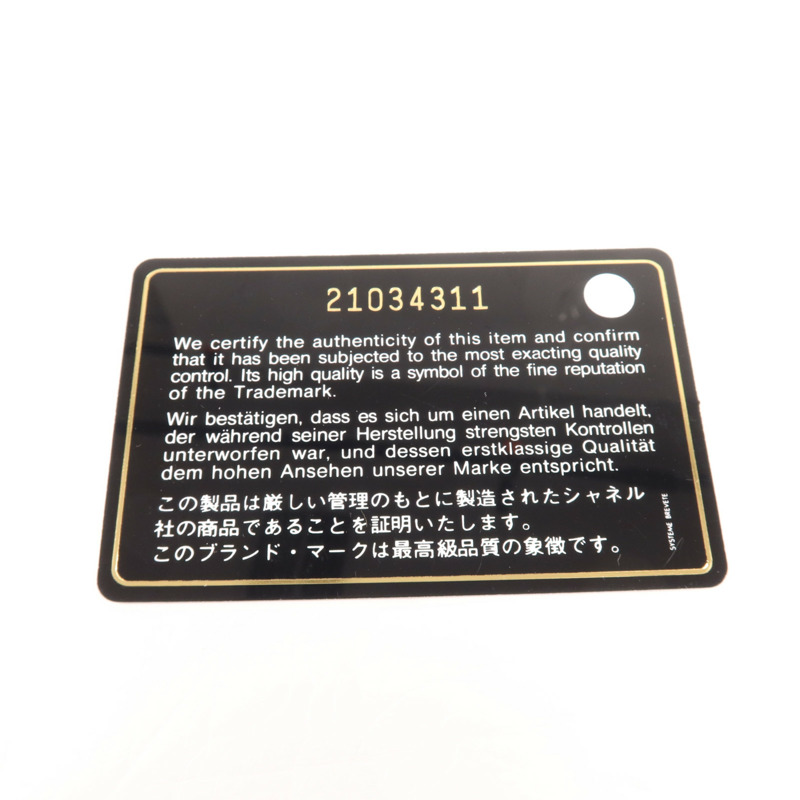 21034311
We certify the authenticity of this item and confirm
that it has been subjected to the most exacting quality
control. Its high quality is a symbol of the fine reputation
of the Trademark.
Wir bestätigen, dass es sich um einen Artikel handelt,
der während seiner Herstellung strengsten Kontrollen
unterworfen war, und dessen erstklassige Qualität
dem hohen Ansehen unserer Marke entspricht.
この製品は厳しい管理のもとに製造されたシャネル
社の商品であることを証明いたします。
このブランド・マークは最高級品質の象徴です。
SYSTEME BREVETE